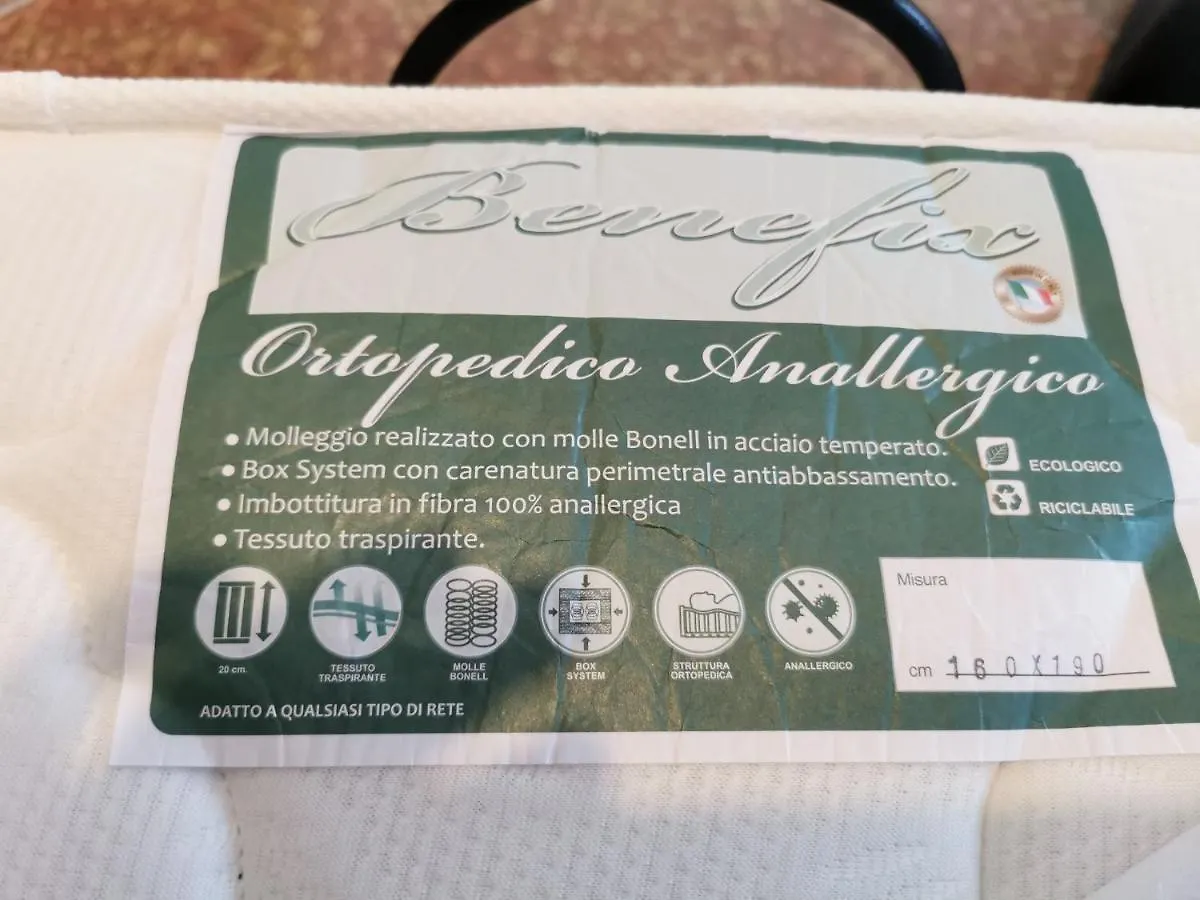 Benefix
Ortopedico Anallergico
• Molleggio realizzato con molle Bonell in acciaio temperato.
• Box System con carenatura perimetrale antiabbassamento.
• Imbottitura in fibra 100% anallergica
• Tessuto traspirante.
ECOLOGICO
RICICLABILE
20 cm.
TESSUTO
TRASPIRANTE
MOLLE
BONELL
BOX
SYSTEM
STRUTTURA
ORTOPEDICA
ANALLERGICO
Misura
cm 160X190
ADATTO A QUALSIASI TIPO DI RETE